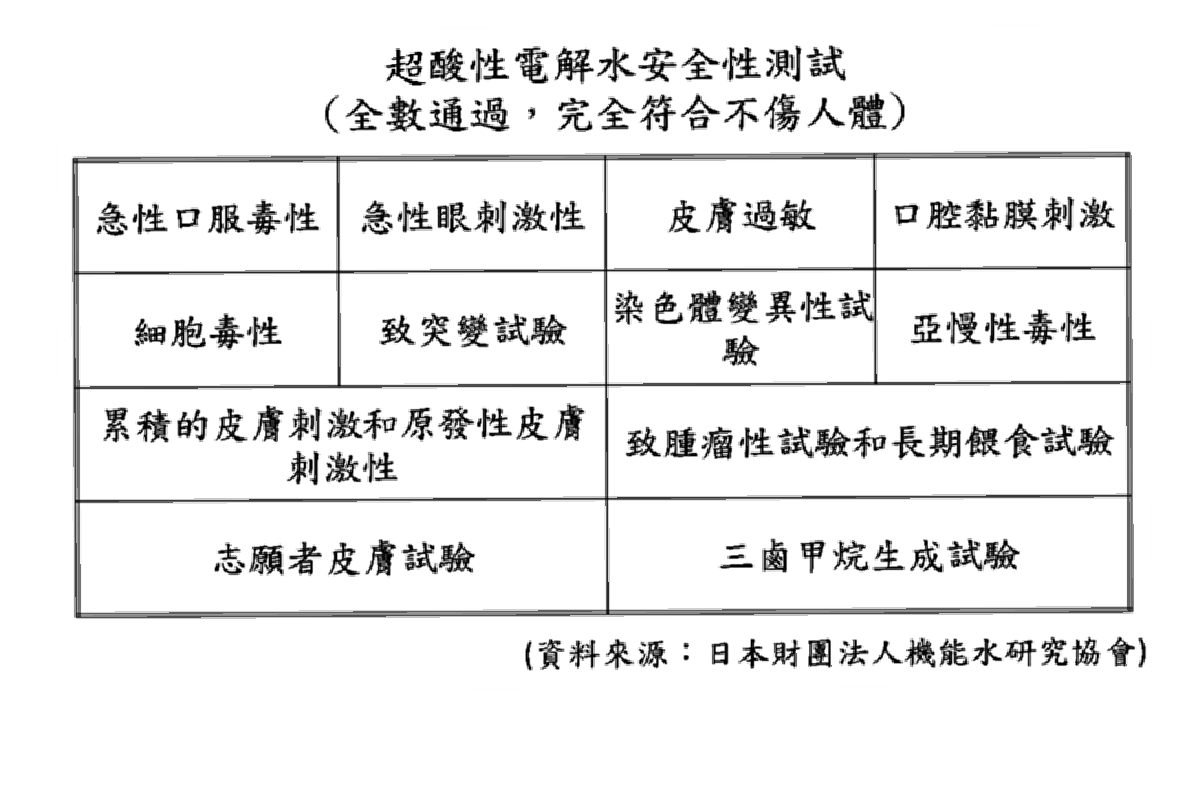 超酸性電解水安全性測試
（全數通過，完全符合不傷人體）
急性口服毒性 急性眼刺激性 皮膚過敏 口腔黏膜刺激
細胞毒性 致突變試驗 染色體變異性試
驗 亞慢性毒性
累積的皮膚刺激和原發性皮膚
刺激性
致腫瘤性試驗和長期餵食試驗
志願者皮膚試驗 三鹵甲烷生成試驗
(資料來源：日本財團法人機能水研究協會)